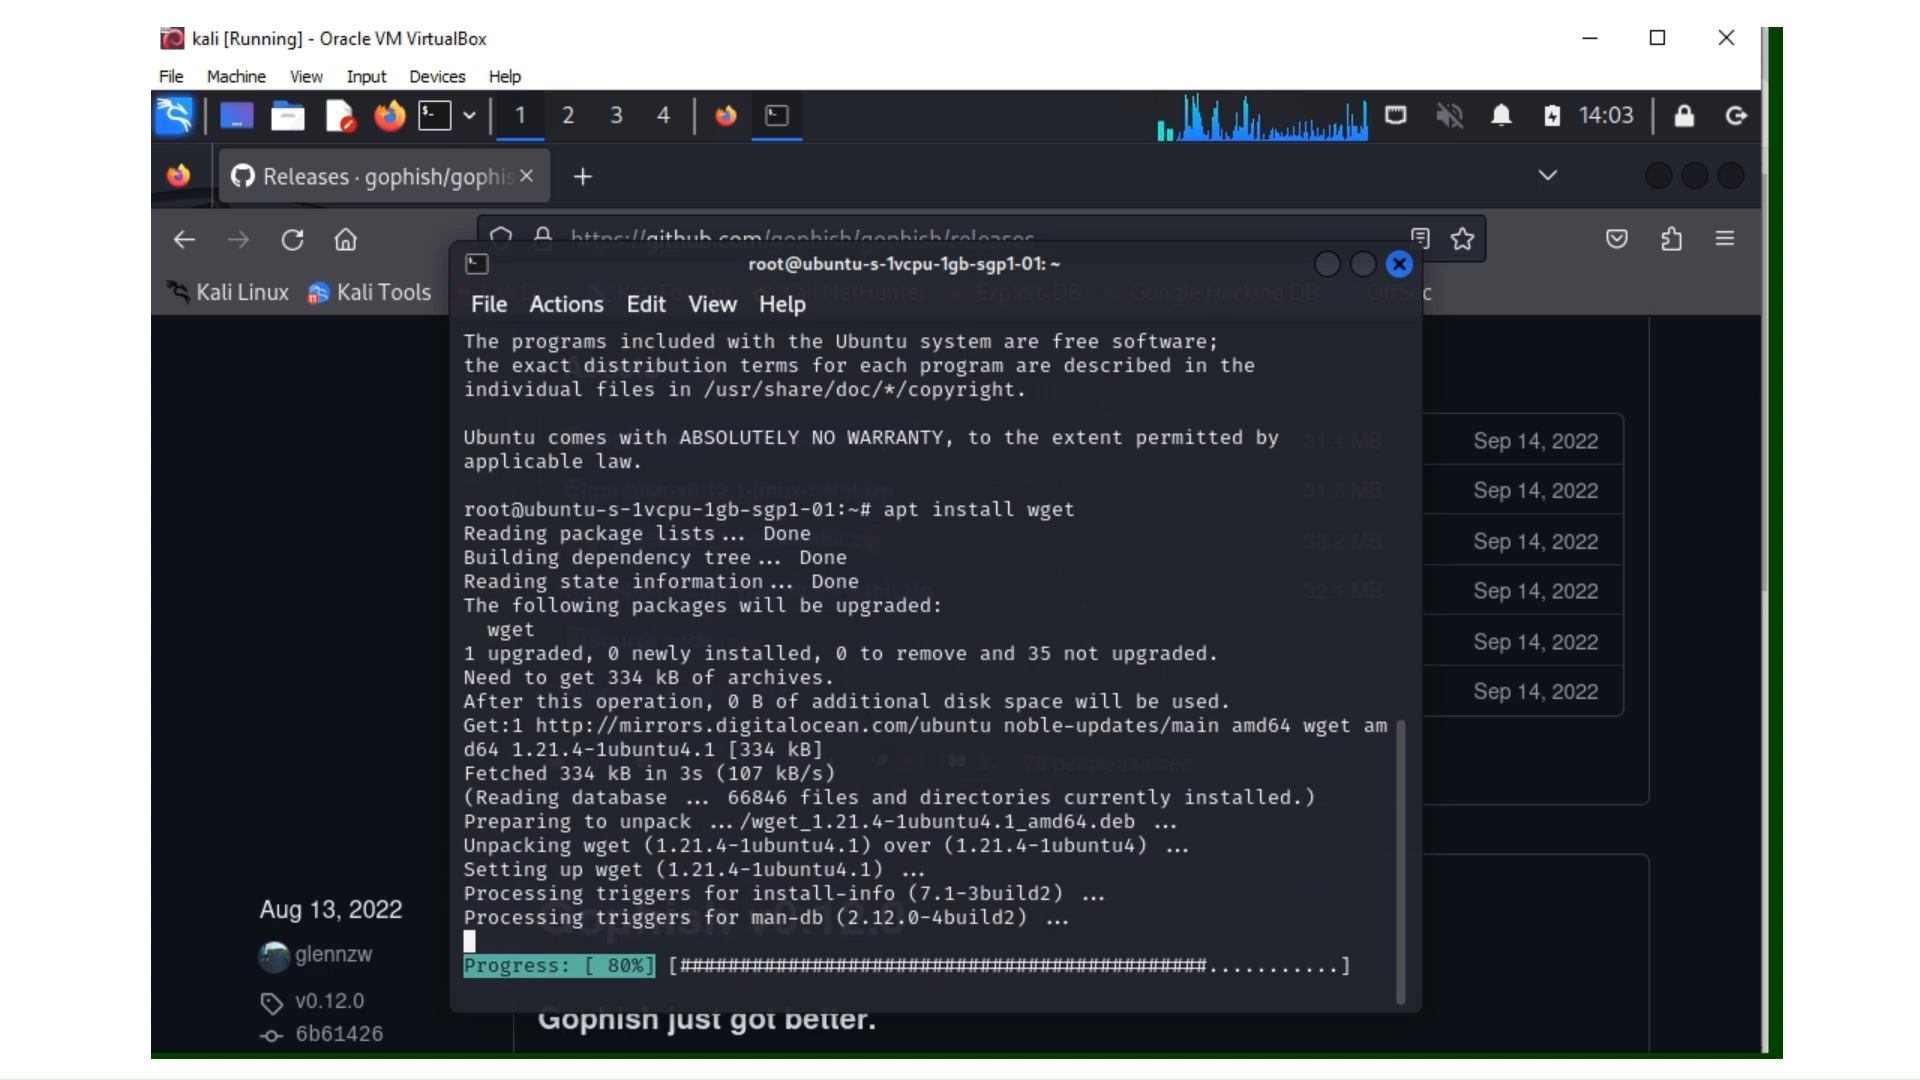 kali [Running] - Oracle VM VirtualBox
File Machine View Input Devices Help
1 2 3 4 14:03
Releases · gophish/gophis
https://github.com/gophish/gophish/releases
Kali Linux Kali Tools
root@ubuntu-s-1vcpu-1gb-sgp1-01: ~
File Actions Edit View Help
The programs included with the Ubuntu system are free software;
the exact distribution terms for each program are described in the
individual files in /usr/share/doc/*/copyright.
Ubuntu comes with ABSOLUTELY NO WARRANTY, to the extent permitted by
applicable law.
root@ubuntu-s-1vcpu-1gb-sgp1-01:~# apt install wget
Reading package lists... Done
Building dependency tree... Done
Reading state information... Done
The following packages will be upgraded:
wget
1 upgraded, 0 newly installed, 0 to remove and 35 not upgraded.
Need to get 334 kB of archives.
After this operation, 0 B of additional disk space will be used.
Get:1 http://mirrors.digitalocean.com/ubuntu noble-updates/main amd64 wget am
d64 1.21.4-1ubuntu4.1 [334 kB]
Fetched 334 kB in 3s (107 kB/s)
(Reading database ... 66846 files and directories currently installed.)
Preparing to unpack .../wget_1.21.4-1ubuntu4.1_amd64.deb ...
Unpacking wget (1.21.4-1ubuntu4.1) over (1.21.4-1ubuntu4) ...
Setting up wget (1.21.4-1ubuntu4.1) ...
Processing triggers for install-info (7.1-3build2) ...
Processing triggers for man-db (2.12.0-4build2) ...
Progress: [ 80%] [############################################...........]
Sep 14, 2022
Sep 14, 2022
Sep 14, 2022
Sep 14, 2022
Sep 14, 2022
Sep 14, 2022
Aug 13, 2022
glennzw
v0.12.0
6b61426
Gophish just got better.